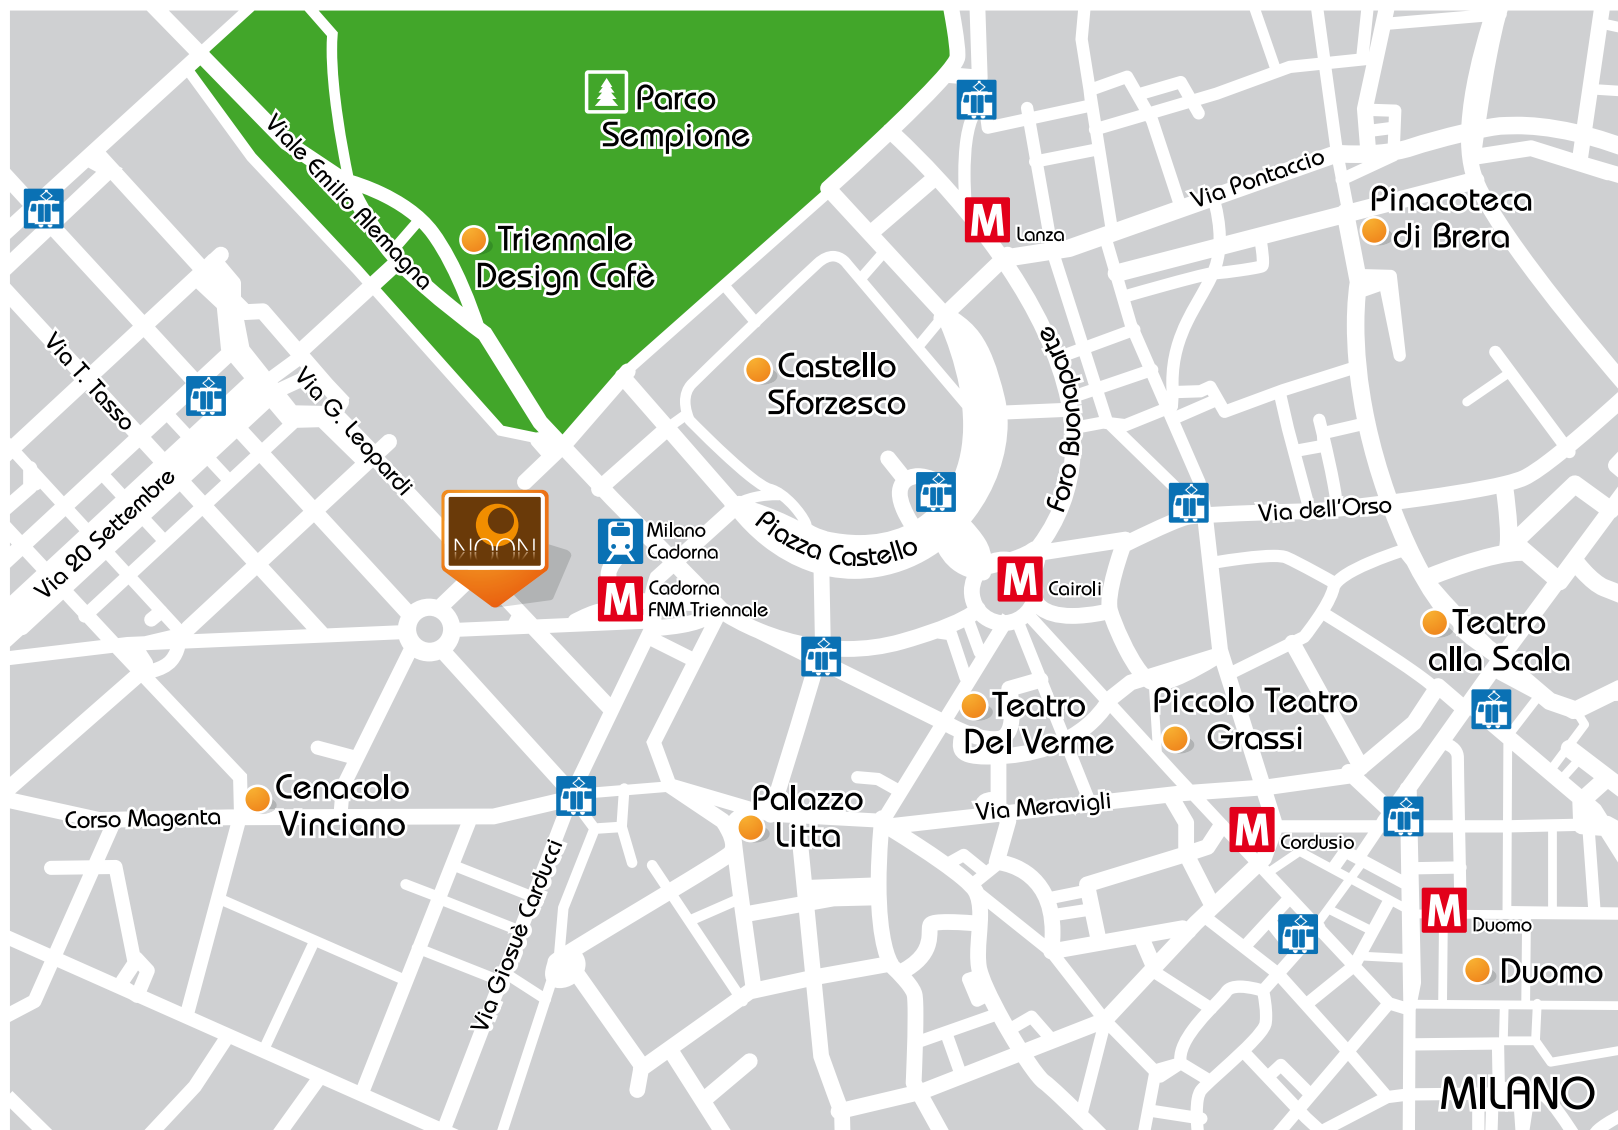 Parco
Sempione
Viale Emilio Alemagna
Triennale
Design Cafè
M
Lanza
Via Pontaccio
Pinacoteca
di Brera
Via T. Tasso
Via G. Leopardi
Castello
Sforzesco
Foro Buonaparte
Via 20 Settembre
NOON
Milano
Cadorna
M
Cadorna
FNM Triennale
Piazza Castello
Via dell'Orso
M
Cairoli
Teatro
alla Scala
Teatro
Del Verme
Piccolo Teatro
Grassi
Cenacolo
Vinciano
Corso Magenta
Palazzo
Litta
Via Meravigli
M
Cordusio
Via Giosuè Carducci
M
Duomo
Duomo
MILANO